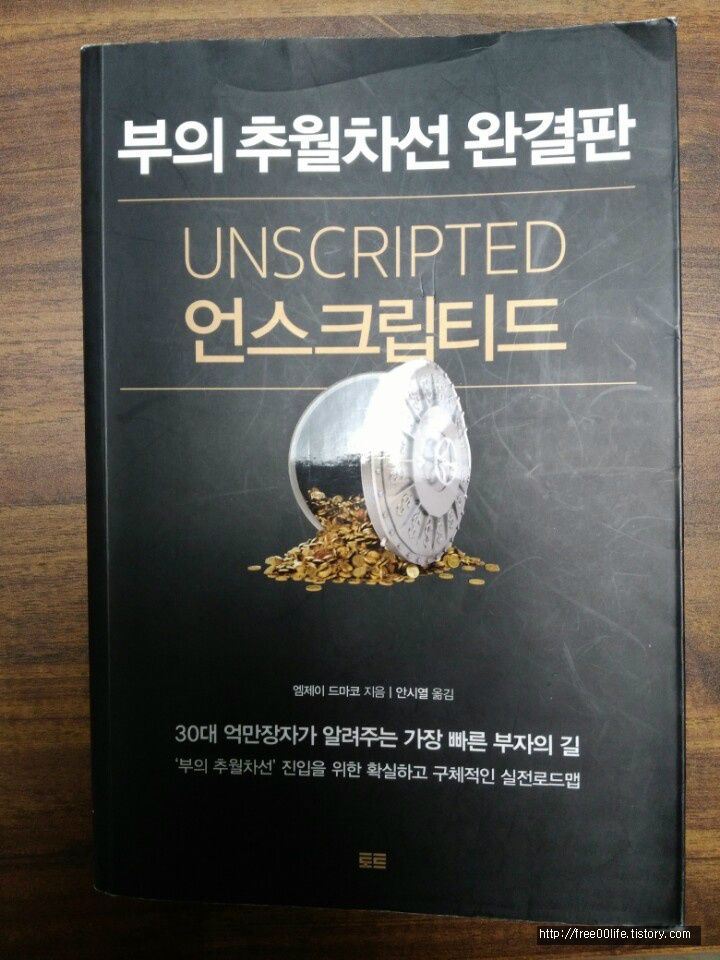 부의 추월차선 완결판
UNSCRIPTED
언스크립티드
엠제이 드마코 지음 | 안시열 옮김
30대 억만장자가 알려주는 가장 빠른 부자의 길
'부의 추월차선' 진입을 위한 확실하고 구체적인 실전로드맵
토트
http://free00life.tistory.com